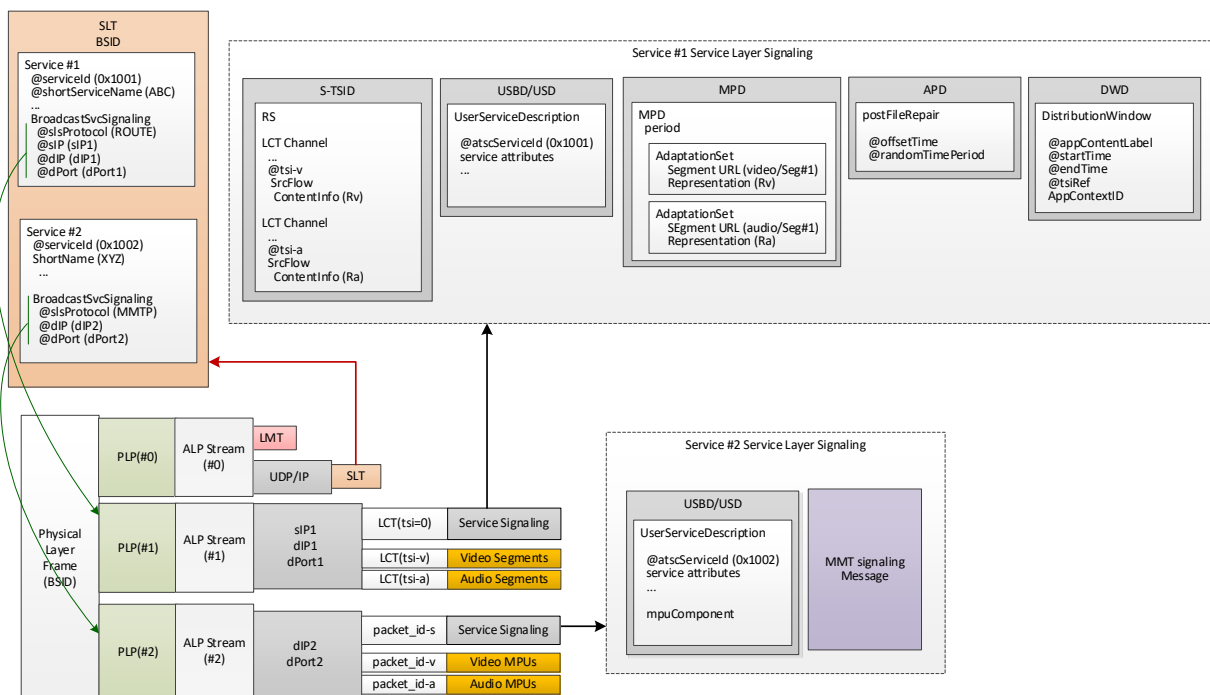 SLT
BSID
Service #1
@serviceId (0x1001)
@shortServiceName (ABC)
...
BroadcastSvcSignaling
@slsProtocol (ROUTE)
@sIP (sIP1)
@dIP (dIP1)
@dPort (dPort1)
Service #2
@serviceId (0x1002)
ShortName (XYZ)
...
BroadcastSvcSignaling
@slsProtocol (MMTP)
@dIP (dIP2)
@dPort (dPort2)
Service #1 Service Layer Signaling
S-TSID
RS
LCT Channel
...
@tsi-v
SrcFlow
ContentInfo (Rv)
LCT Channel
...
@tsi-a
SrcFlow
ContentInfo (Ra)
USBD/USD
UserServiceDescription
@atscServiceId (0x1001)
service attributes
...
MPD
MPD
period
AdaptationSet
Segment URL (video/Seg#1)
Representation (Rv)
AdaptationSet
SEgment URL (audio/Seg#1)
Representation (Ra)
APD
postFileRepair
@offsetTime
@randomTimePeriod
DWD
DistributionWindow
@appContentLabel
@startTime
@endTime
@tsiRef
AppContextID
Physical
Layer
Frame
(BSID)
PLP(#0)
ALP Stream
(#0)
LMT
UDP/IP
SLT
PLP(#1)
ALP Stream
(#1)
sIP1
dIP1
dPort1
LCT(tsi=0)
Service Signaling
LCT(tsi-v)
Video Segments
LCT(tsi-a)
Audio Segments
PLP(#2)
ALP Stream
(#2)
dIP2
dPort2
packet_id-s
Service Signaling
packet_id-v
Video MPUs
packet_id-a
Audio MPUs
Service #2 Service Layer Signaling
USBD/USD
UserServiceDescription
@atscServiceId (0x1002)
service attributes
...
mpuComponent
MMT signaling
Message